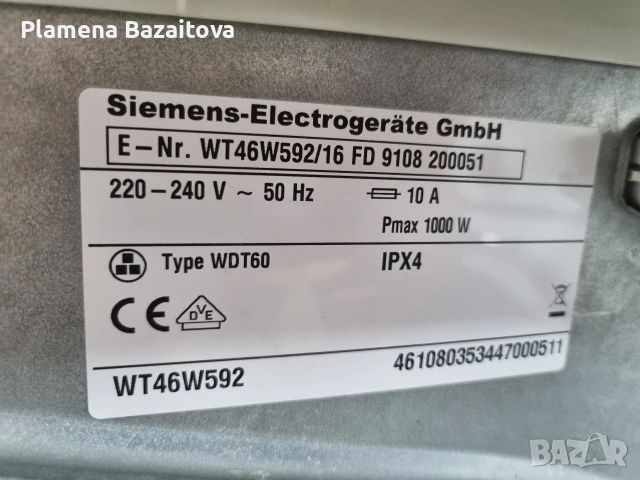 Plamena Bazaitova
Siemens-Electrogeräte GmbH
E-Nr. WT46W592/16 FD 9108 200051
220-240 V ~ 50 Hz 10 A
Pmax 1000 W
Type WDT60 IPX4
CE DVE
WT46W592 461080353447000511
BAZAR